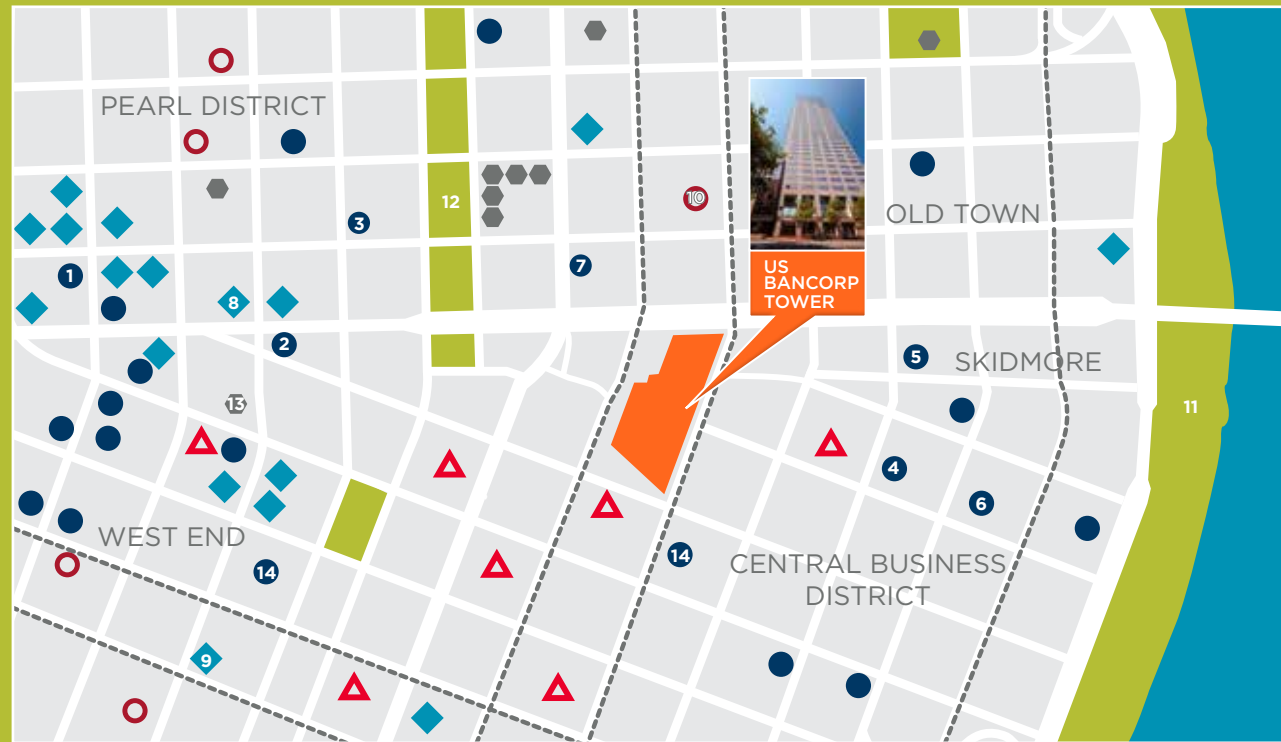 PEARL DISTRICT
12
3
10
OLD TOWN
7
1
8
US
BANCORP
TOWER
2
5
SKIDMORE
13
11
4
6
WEST END
14
14
CENTRAL BUSINESS
DISTRICT
9